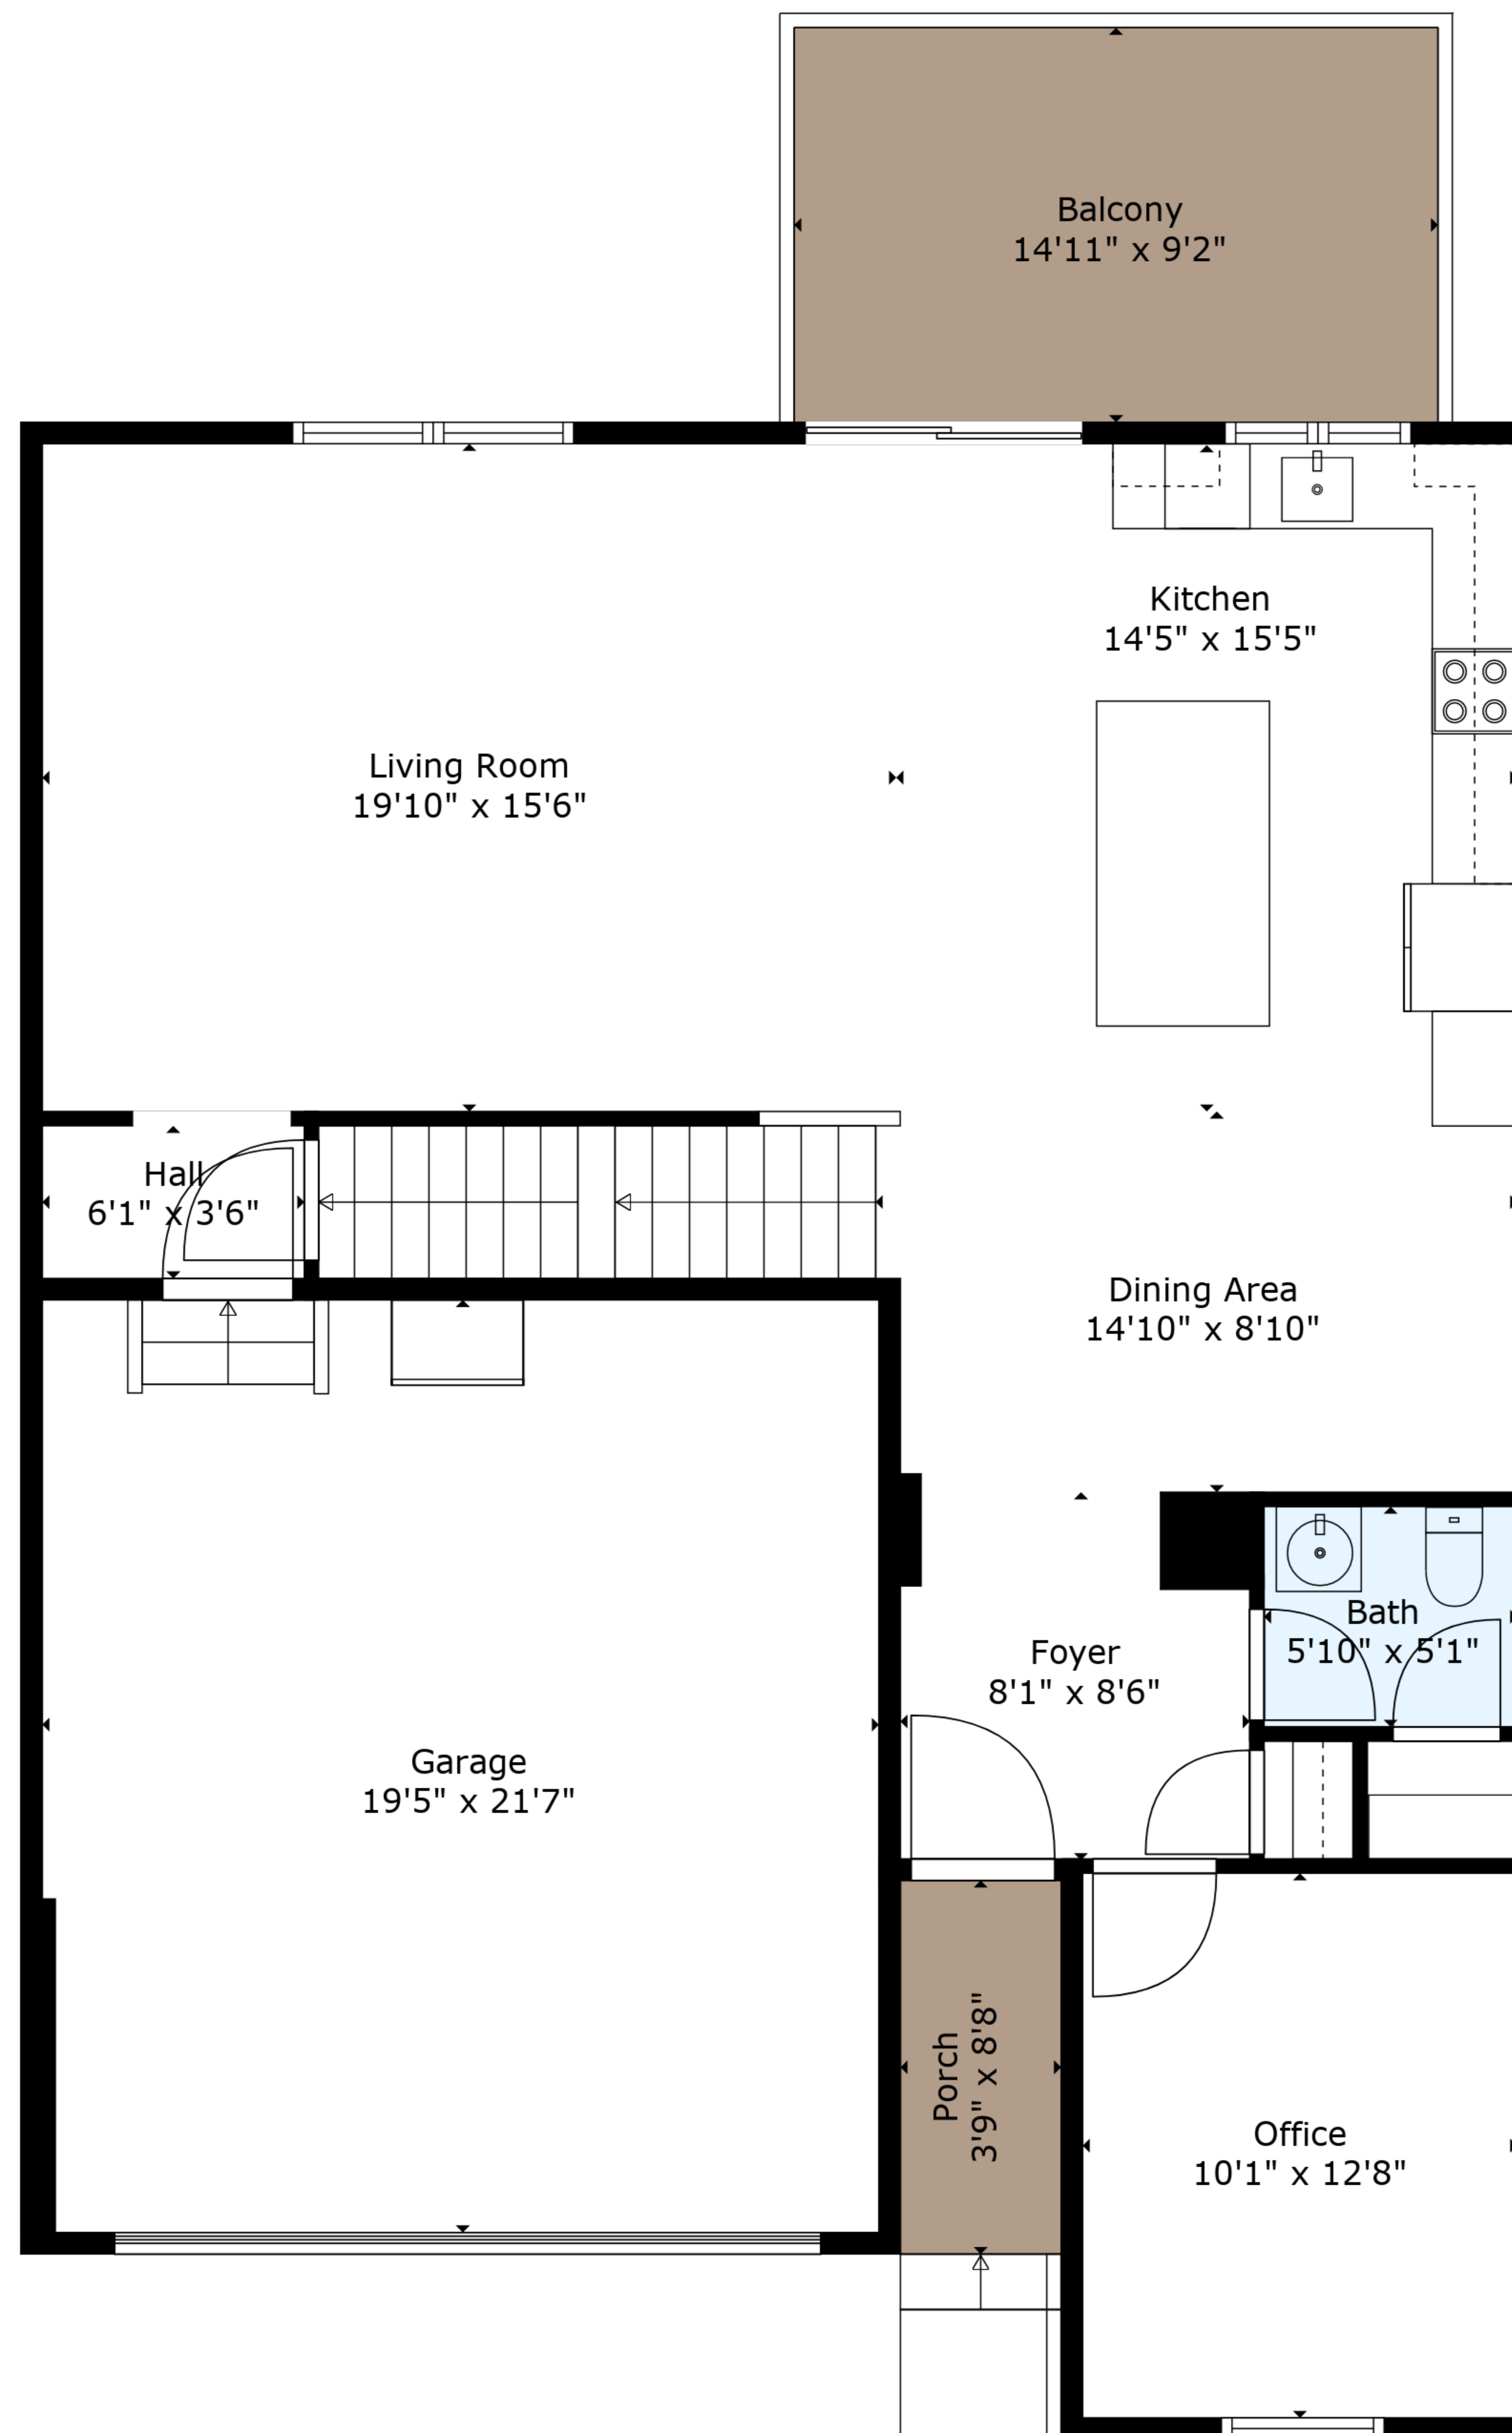 Balcony
14'11" x 9'2"
Kitchen
14'5" x 15'5"
Living Room
19'10" x 15'6"
Hall
6'1" x 3'6"
Dining Area
14'10" x 8'10"
Bath
5'10" x 5'1"
Foyer
8'1" x 8'6"
Garage
19'5" x 21'7"
Porch
3'9" x 8'8"
Office
10'1" x 12'8"